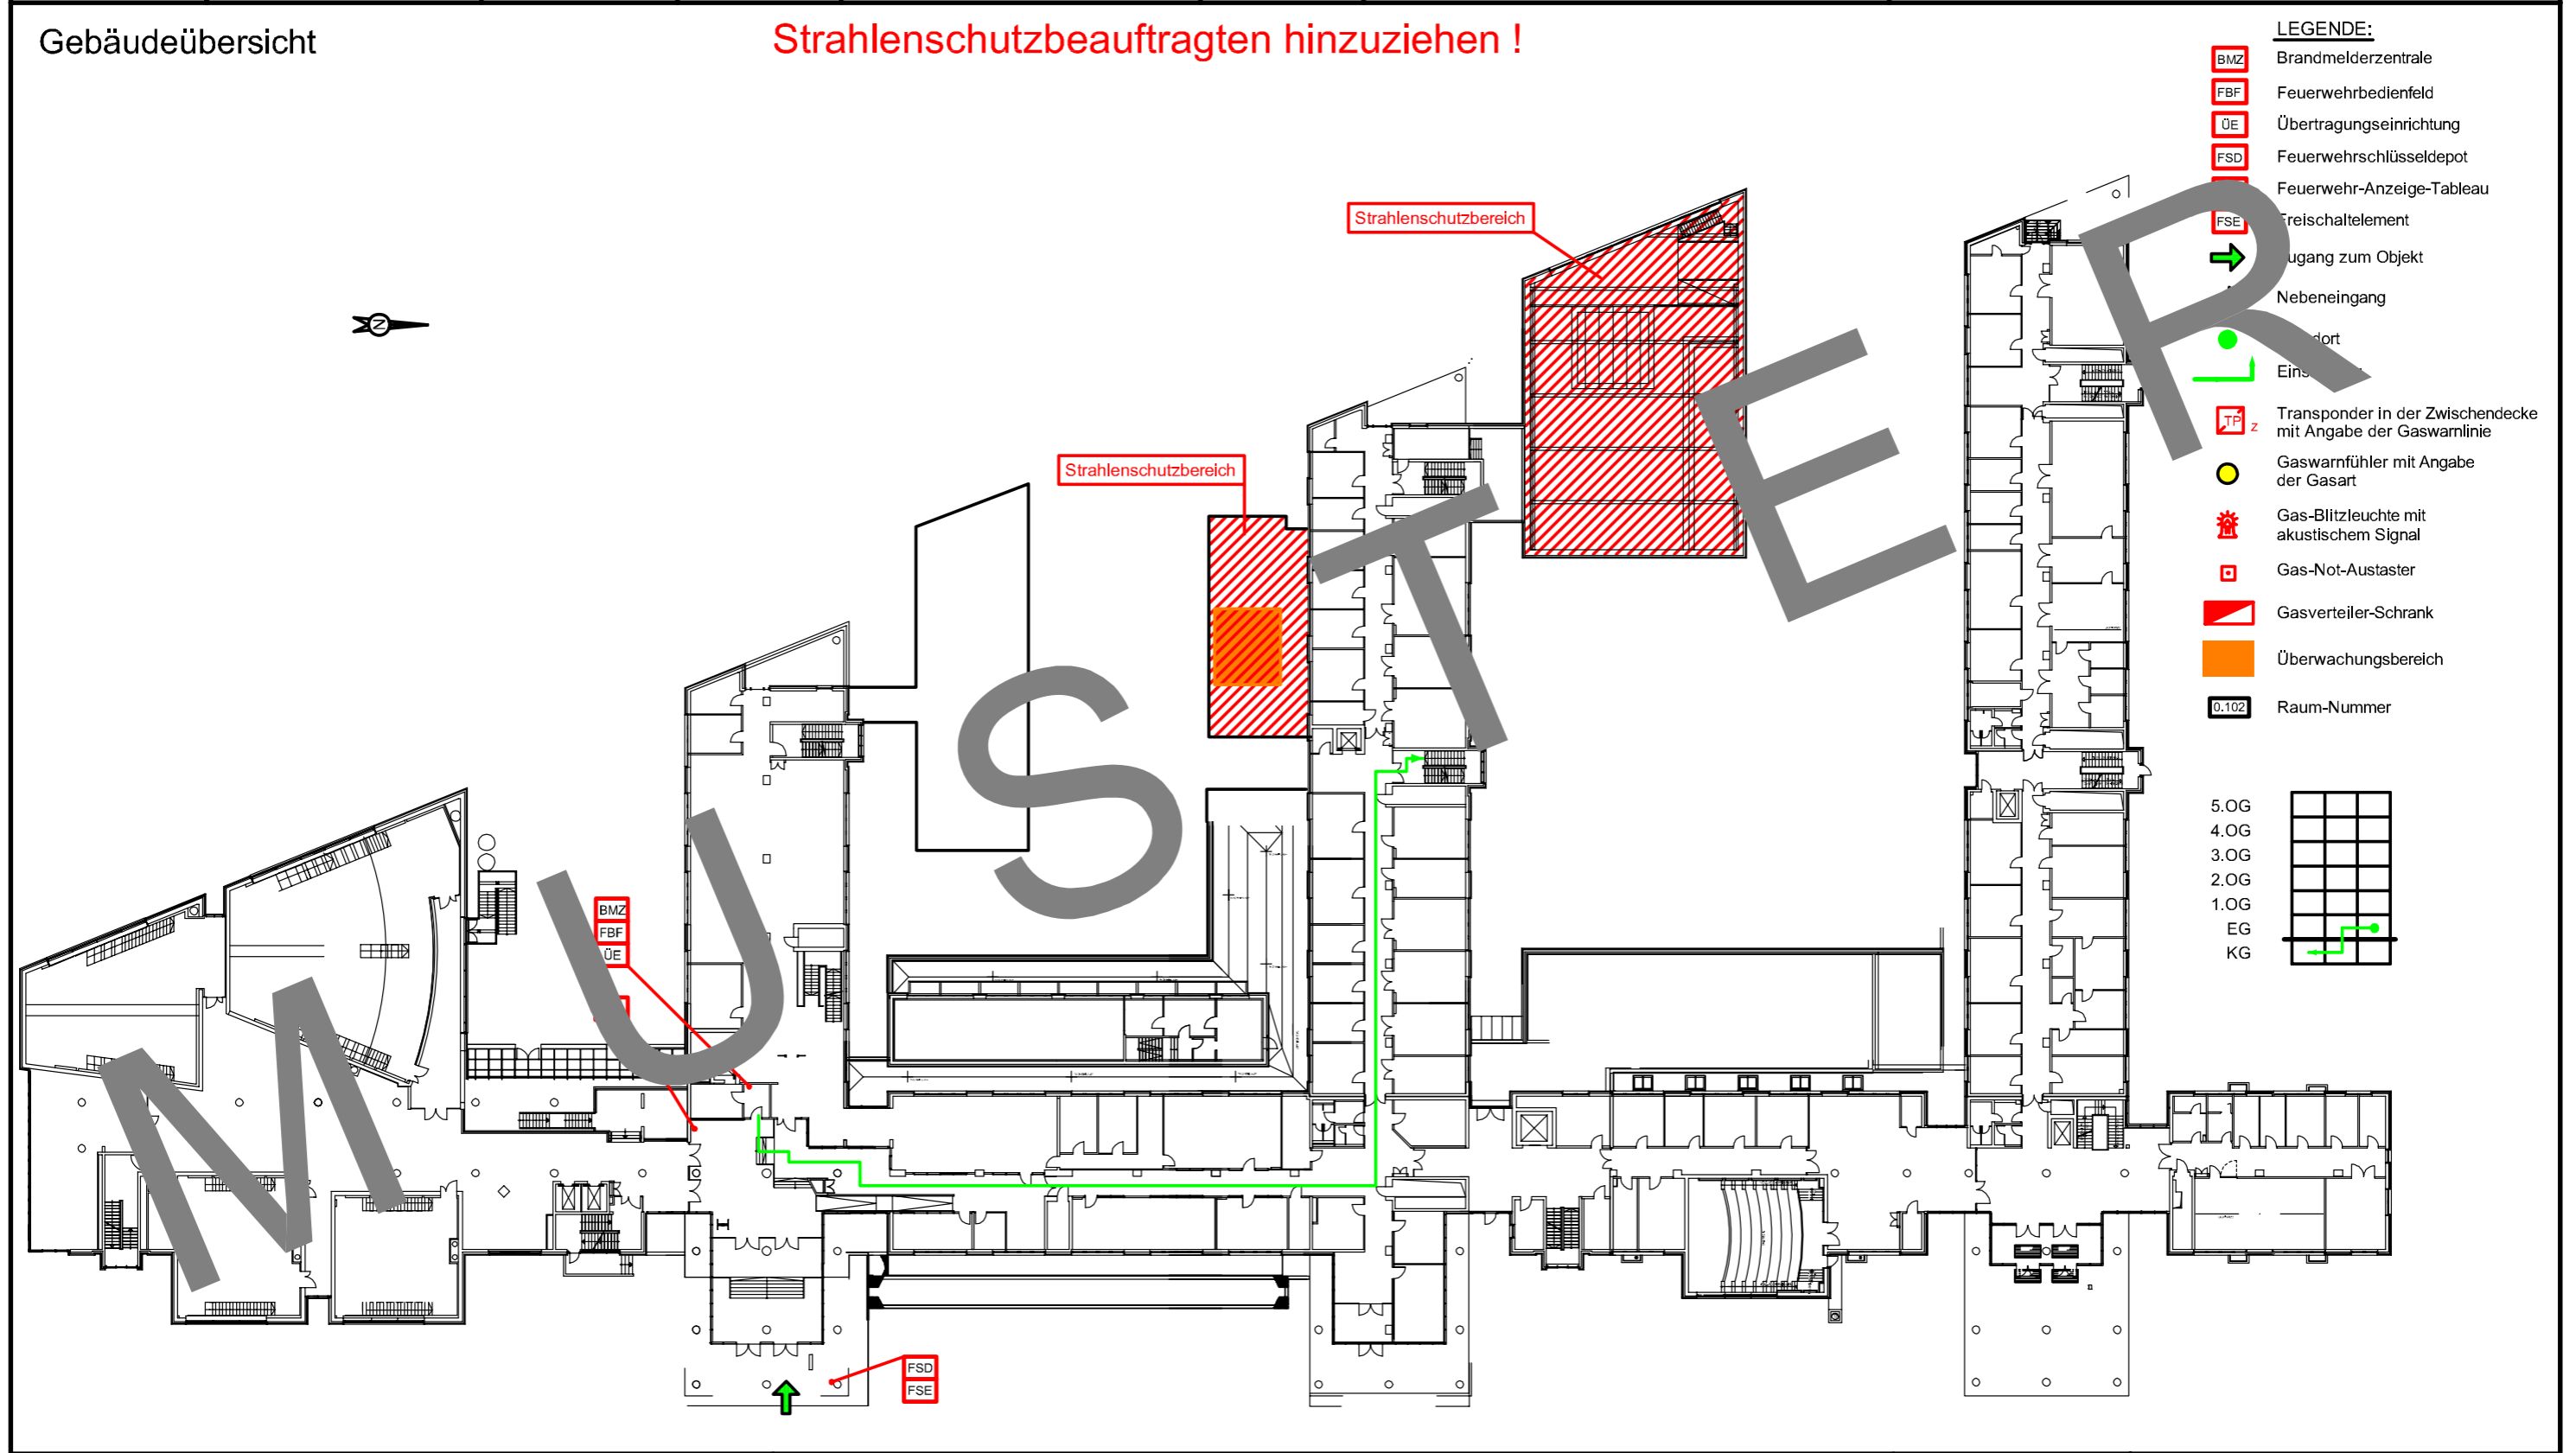 Gebäudeübersicht
Strahlenschutzbeauftragten hinzuziehen !
LEGENDE:
BMZ Brandmelderzentrale
FBF Feuerwehrbedienfeld
ÜE Übertragungseinrichtung
FSD Feuerwehrschlüsseldepot
Feuerwehr-Anzeige-Tableau
FSE Freischaltelement
zum Objekt
Nebeneingang
TP Z Transponder in der Zwischendecke
mit Angabe der Gaswarnlinie
Gaswarnfühler mit Angabe
der Gasart
Gas-Blitzleuchte mit
akustischem Signal
Gas-Not-Austaster
Gasverteiler-Schrank
Überwachungsbereich
0.102 Raum-Nummer
5.OG
4.OG
3.OG
2.OG
1.OG
EG
KG
Strahlenschutzbereich
Strahlenschutzbereich
N
BMZ
FBF
ÜE
FSD
FSE
MUSTER